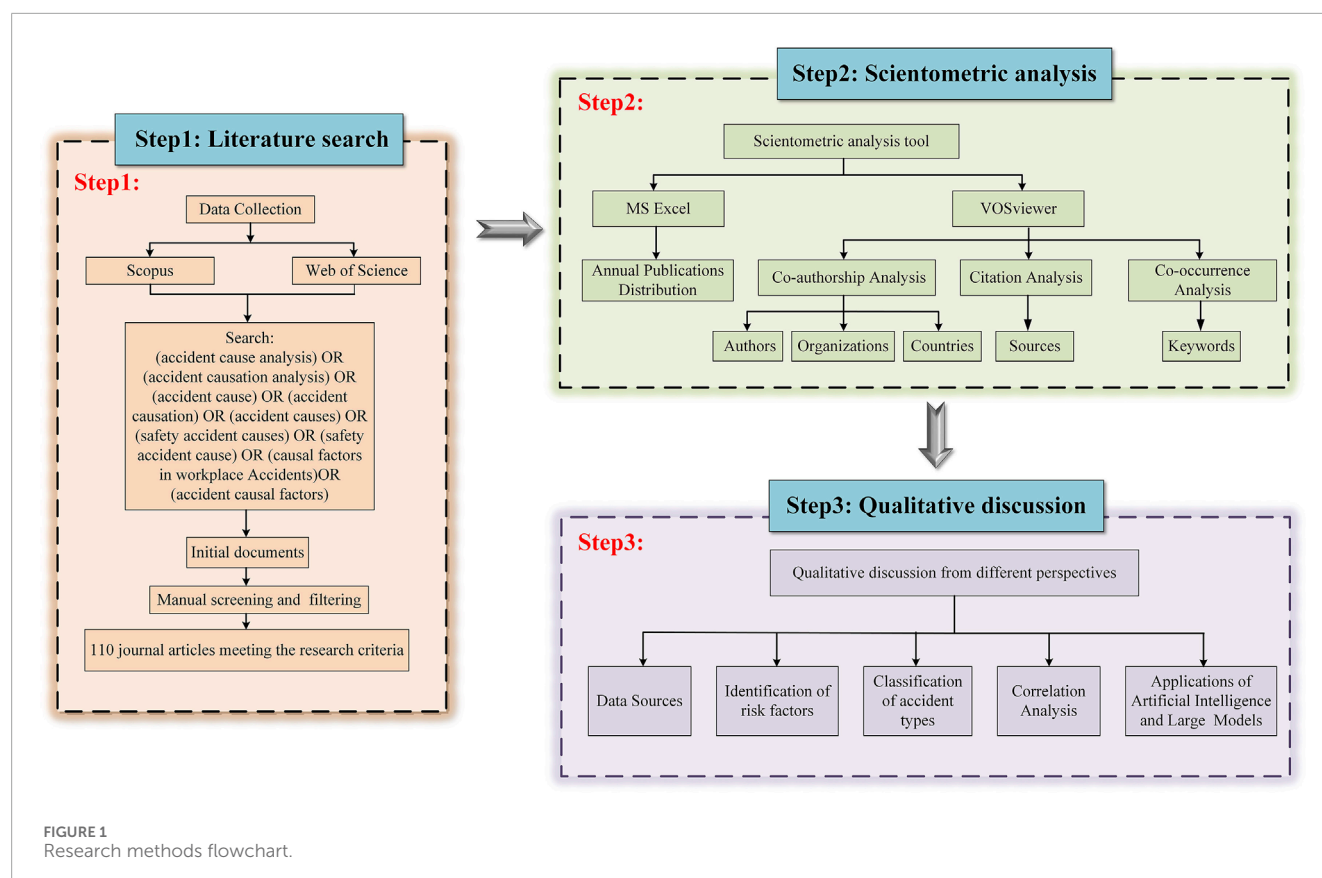 Step1: Literature search
Step1:
Data Collection
Scopus
Web of Science
Search:
(accident cause analysis) OR
(accident causation analysis) OR
(accident cause) OR (accident
causation) OR (accident causes) OR
(safety accident causes) OR (safety
accident cause) OR (causal factors
in workplace Accidents)OR
(accident causal factors)
Initial documents
Manual screening and filtering
110 journal articles meeting the research criteria
Step2: Scientometric analysis
Step2:
Scientometric analysis tool
MS Excel
VOSviewer
Annual Publications
Distribution
Co-authorship Analysis
Citation Analysis
Co-occurrence
Analysis
Authors
Organizations
Countries
Sources
Keywords
Step3: Qualitative discussion
Step3:
Qualitative discussion from different perspectives
Data Sources
Identification of
risk factors
Classification
of accident
types
Correlation
Analysis
Applications of
Artificial Intelligence
and Large Models
FIGURE 1
Research methods flowchart.